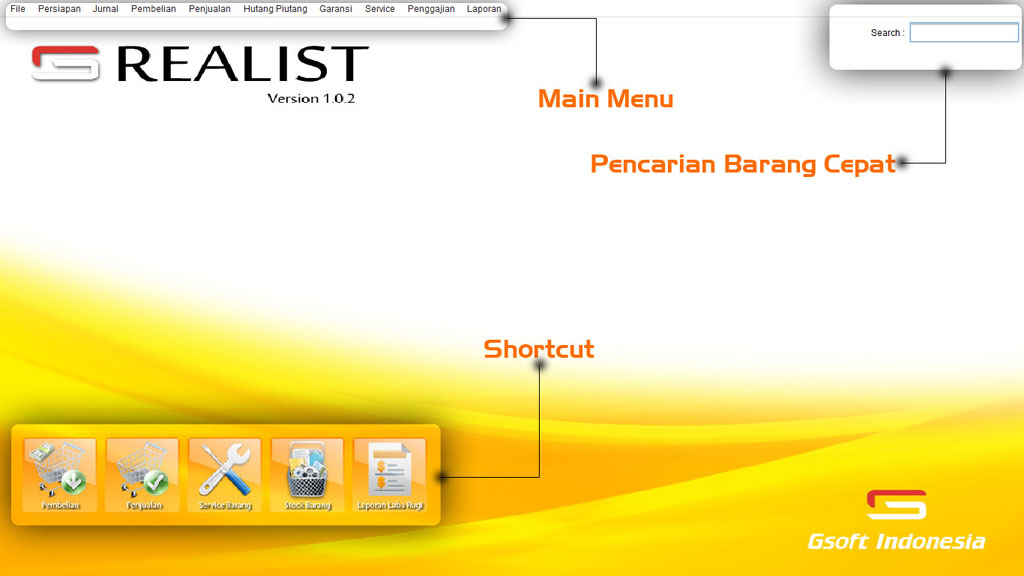 File Persiapan Jurnal Pembelian Penjualan Hutang Piutang Garansi Service Penggajian Laporan
Search :
REALIST
Version 1.0.2
Main Menu
Pencarian Barang Cepat
Shortcut
Pembelian Penjualan Service Barang Stock Barang Laporan Laba Rugi
Gsoft Indonesia